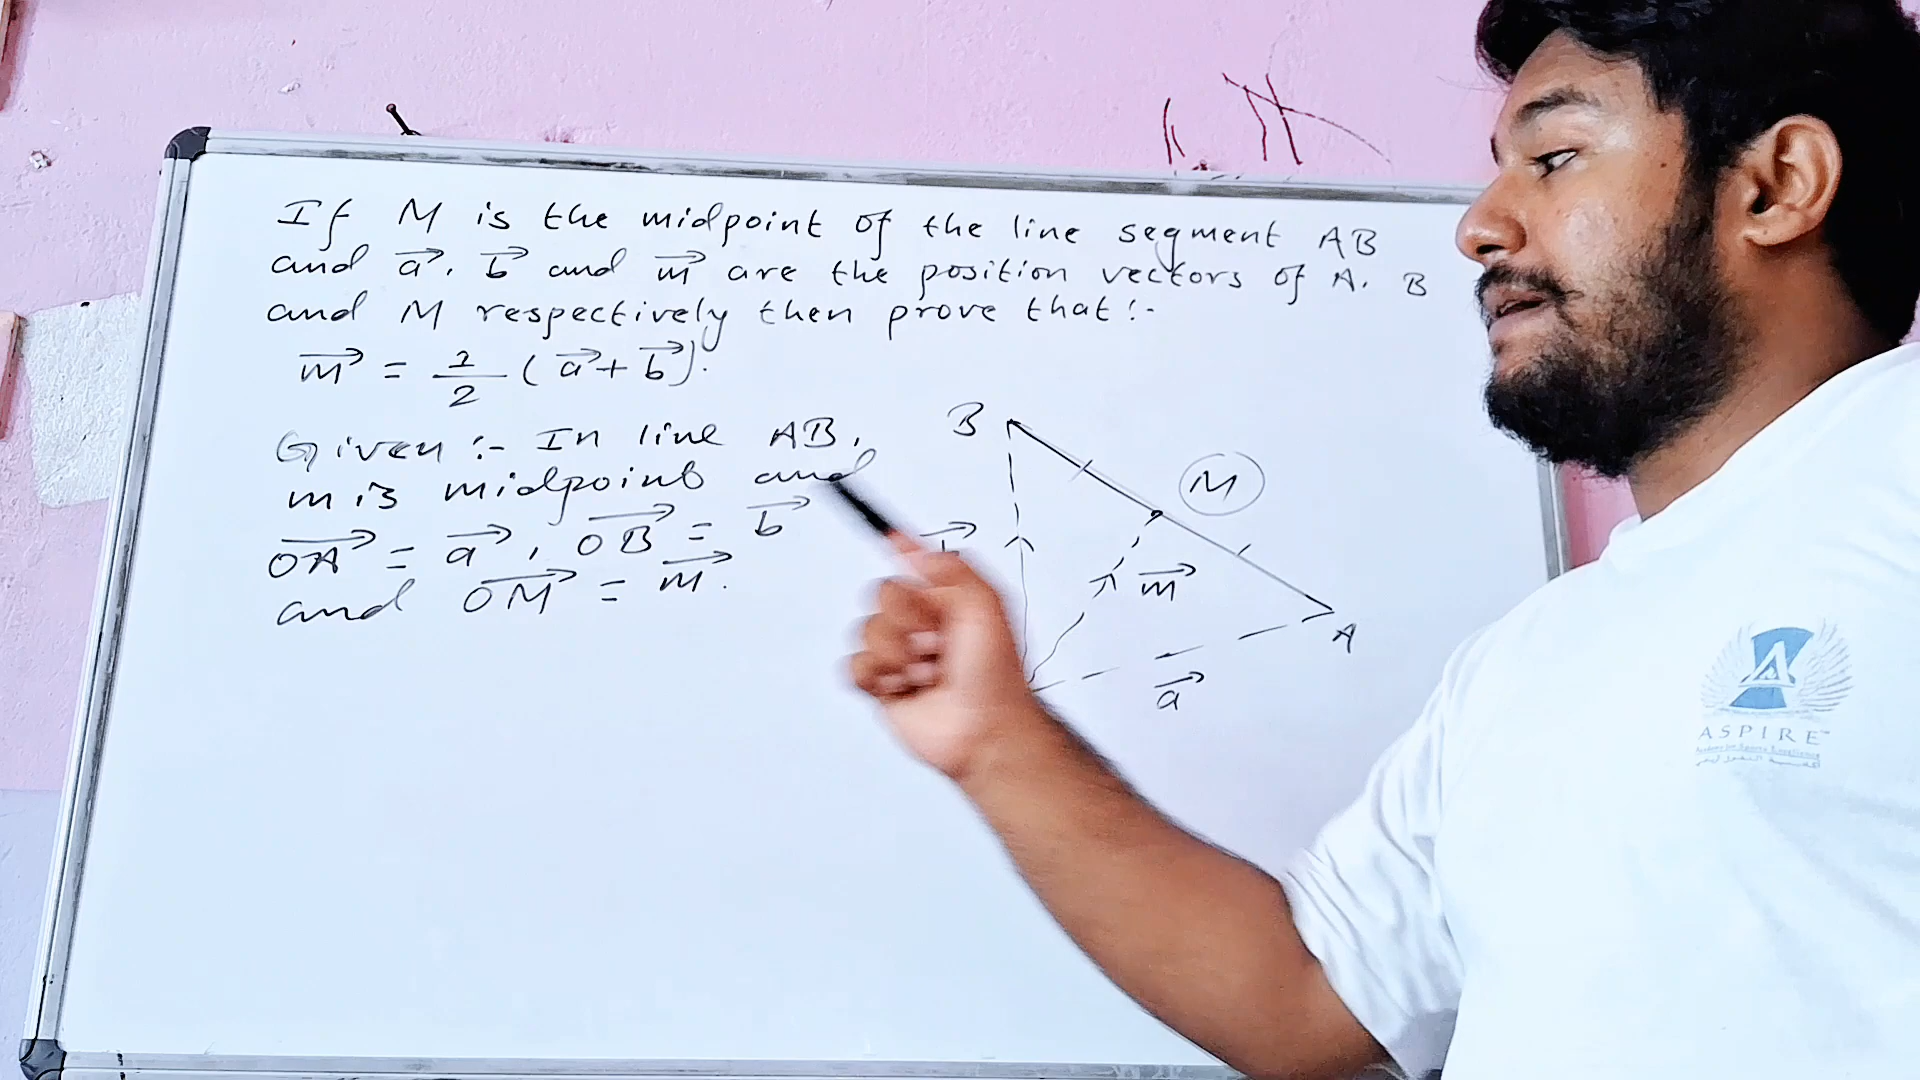 If M is the midpoint of the line segment AB
and a⃗, b⃗ and m⃗ are the position vectors of A, B
and M respectively then prove that :-
m⃗ = 1/2 (a⃗ + b⃗).
Given :- In line AB,
m is midpoint and
OA⃗ = a⃗, OB⃗ = b⃗
and OM⃗ = m⃗.
B
M
m⃗
A
a⃗
ASPIRE™